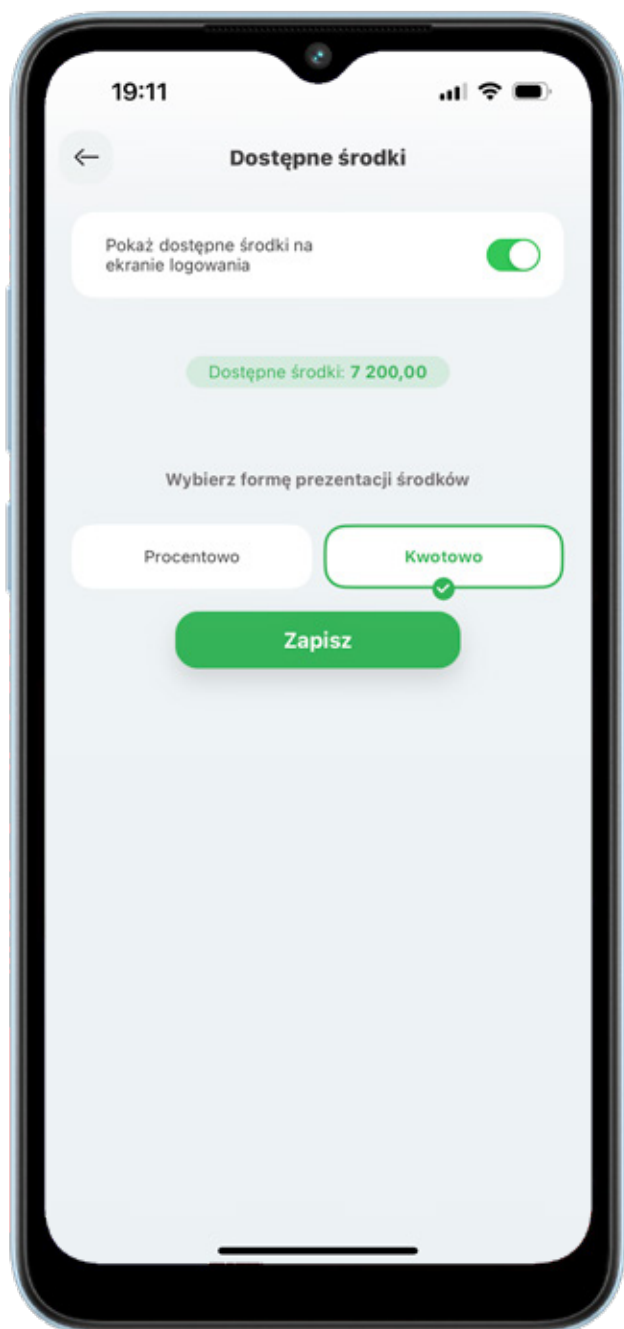 19:11
Dostępne środki
Pokaż dostępne środki na
ekranie logowania
Dostępne środki: 7 200,00
Wybierz formę prezentacji środków
Procentowo
Kwotowo
Zapisz